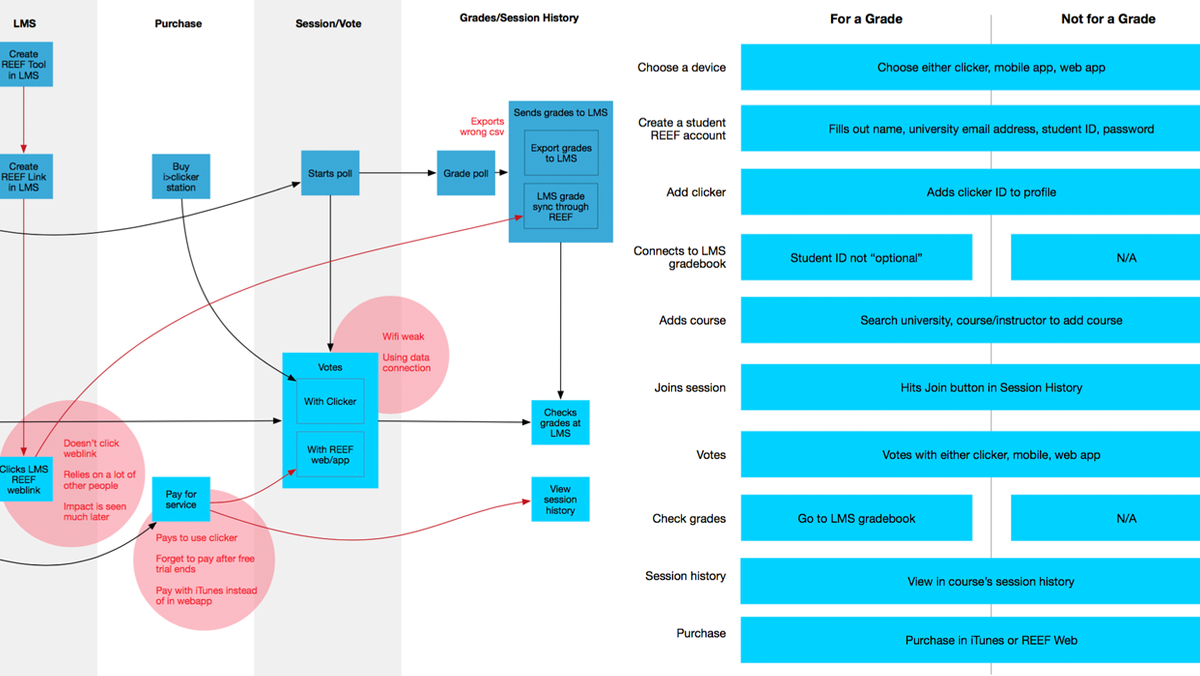 LMS
Purchase
Session/Vote
Grades/Session History
Create
REEF Tool
in LMS
Create
REEF Link
in LMS
Buy
i>clicker
station
Starts poll
Exports
wrong csv
Grade poll
Sends grades to LMS
Export grades
to LMS
LMS grade
sync through
REEF
Wifi weak
Using data
connection
Votes
With Clicker
With REEF
web/app
Checks
grades at
LMS
Clicks LMS
REEF
weblink
Doesn't click
weblink
Relies on a lot of
other people
Impact is seen
much later
Pay for
service
Pays to use clicker
Forget to pay after free
trial ends
Pay with iTunes instead
of in webapp
View
session
history
For a Grade
Not for a Grade
Choose a device
Choose either clicker, mobile app, web app
Create a student
REEF account
Fills out name, university email address, student ID, password
Add clicker
Adds clicker ID to profile
Connects to LMS
gradebook
Student ID not “optional”
N/A
Adds course
Search university, course/instructor to add course
Joins session
Hits Join button in Session History
Votes
Votes with either clicker, mobile, web app
Check grades
Go to LMS gradebook
N/A
Session history
View in course's session history
Purchase
Purchase in iTunes or REEF Web